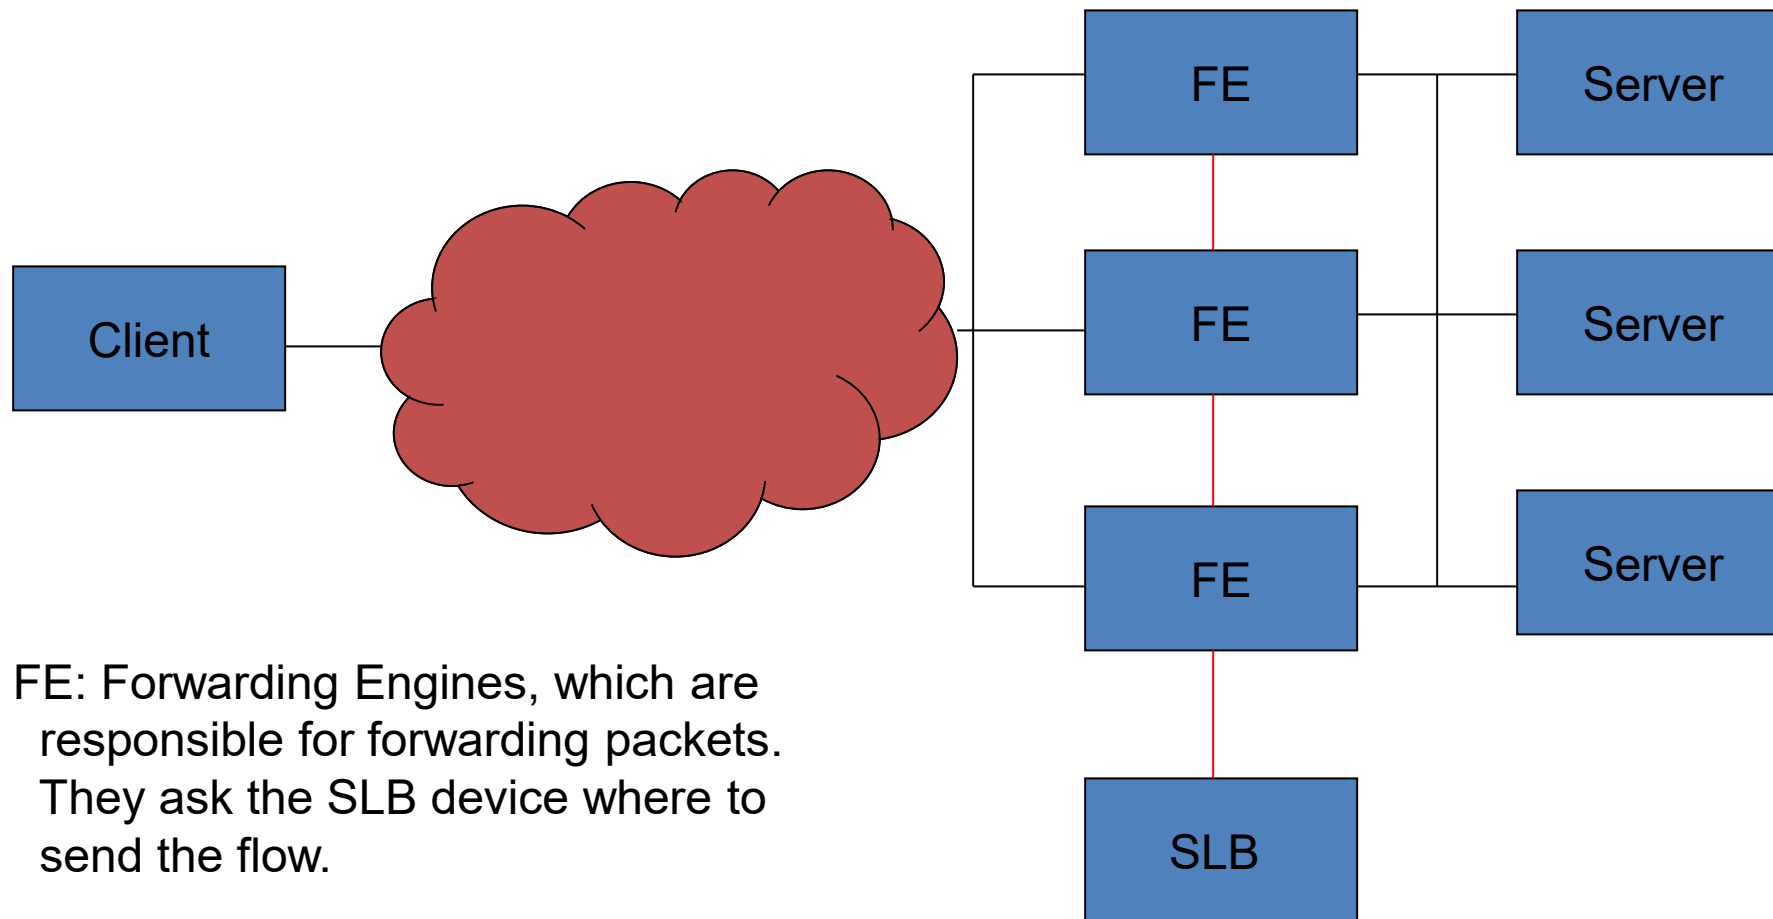 FE
Server
Client
FE
Server
FE
Server
FE: Forwarding Engines, which are
responsible for forwarding packets.
They ask the SLB device where to
send the flow.
SLB